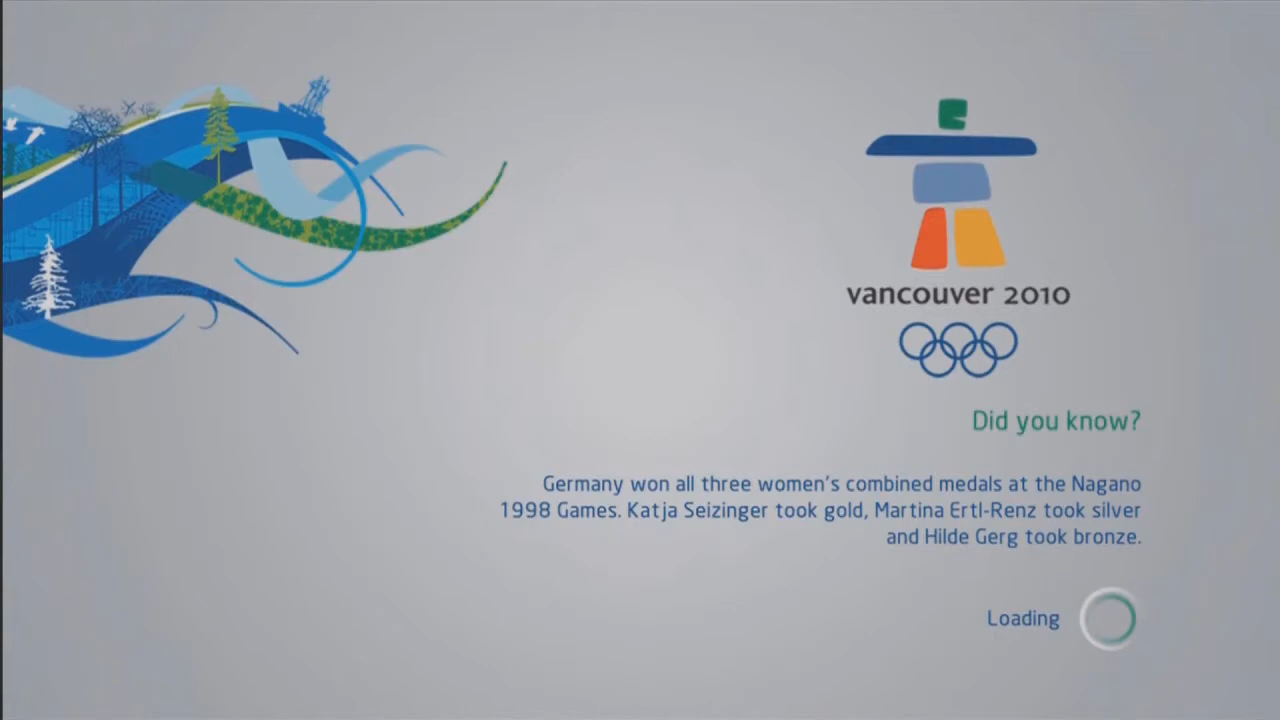 vancouver 2010
Did you know?
Germany won all three women's combined medals at the Nagano
1998 Games. Katja Seizinger took gold, Martina Ertl-Renz took silver
and Hilde Gerg took bronze.
Loading